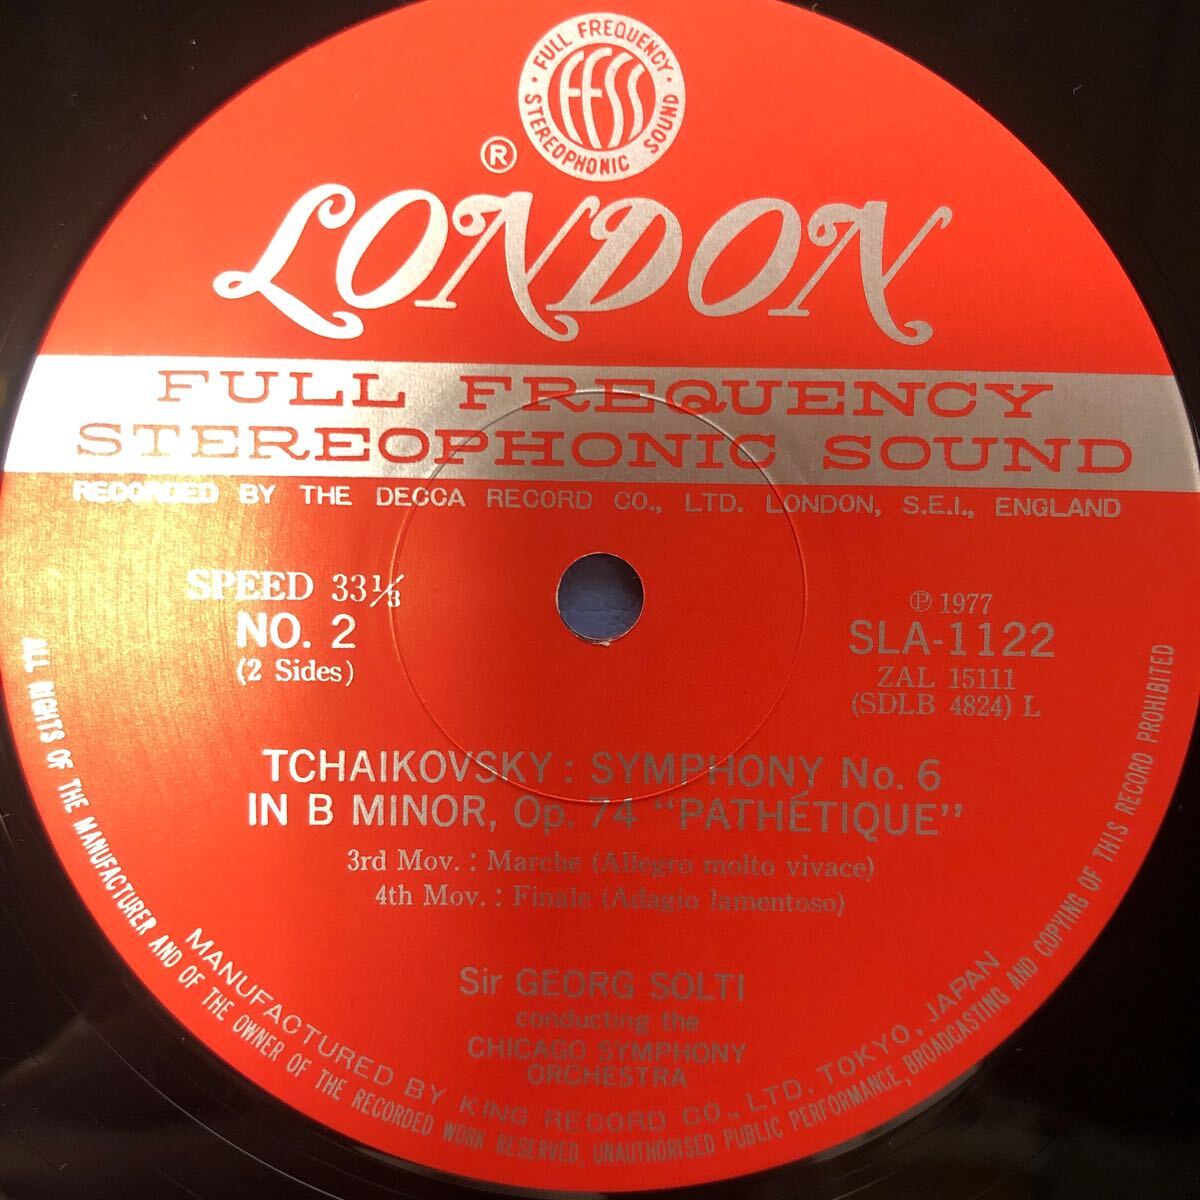 · FULL FREQUENCY · STEREOPHONIC SOUND
FFSS
®
LONDON
FULL FREQUENCY
STEREOPHONIC SOUND
RECORDED BY THE DECCA RECORD CO., LTD. LONDON, S.E.I., ENGLAND
SPEED 33⅓
NO. 2
(2 Sides)
℗ 1977
SLA-1122
ZAL 15111
(SDLB 4824) L
TCHAIKOVSKY : SYMPHONY No. 6
IN B MINOR, Op. 74 "PATHÉTIQUE"
3rd Mov. : Marche (Allegro molto vivace)
4th Mov. : Finale (Adagio lamentoso)
Sir GEORG SOLTI
conducting the
CHICAGO SYMPHONY
ORCHESTRA
MANUFACTURED BY KING RECORD CO., LTD. TOKYO, JAPAN
ALL RIGHTS OF THE MANUFACTURER AND OF THE OWNER OF THE RECORDED WORK RESERVED, UNAUTHORISED PUBLIC PERFORMANCE, BROADCASTING AND COPYING OF THIS RECORD PROHIBITED